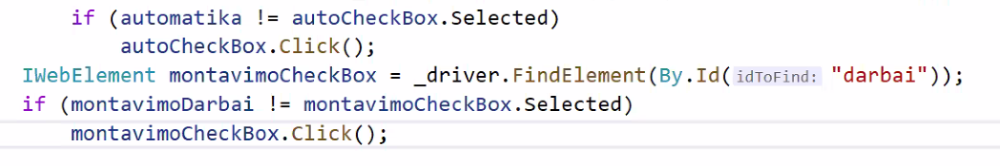 if (automatika != autoCheckBox.Selected)
autoCheckBox.Click();
IWebElement montavimoCheckBox = _driver.FindElement(By.Id(idToFind: "darbai"));
if (montavimoDarbai != montavimoCheckBox.Selected)
montavimoCheckBox.Click();